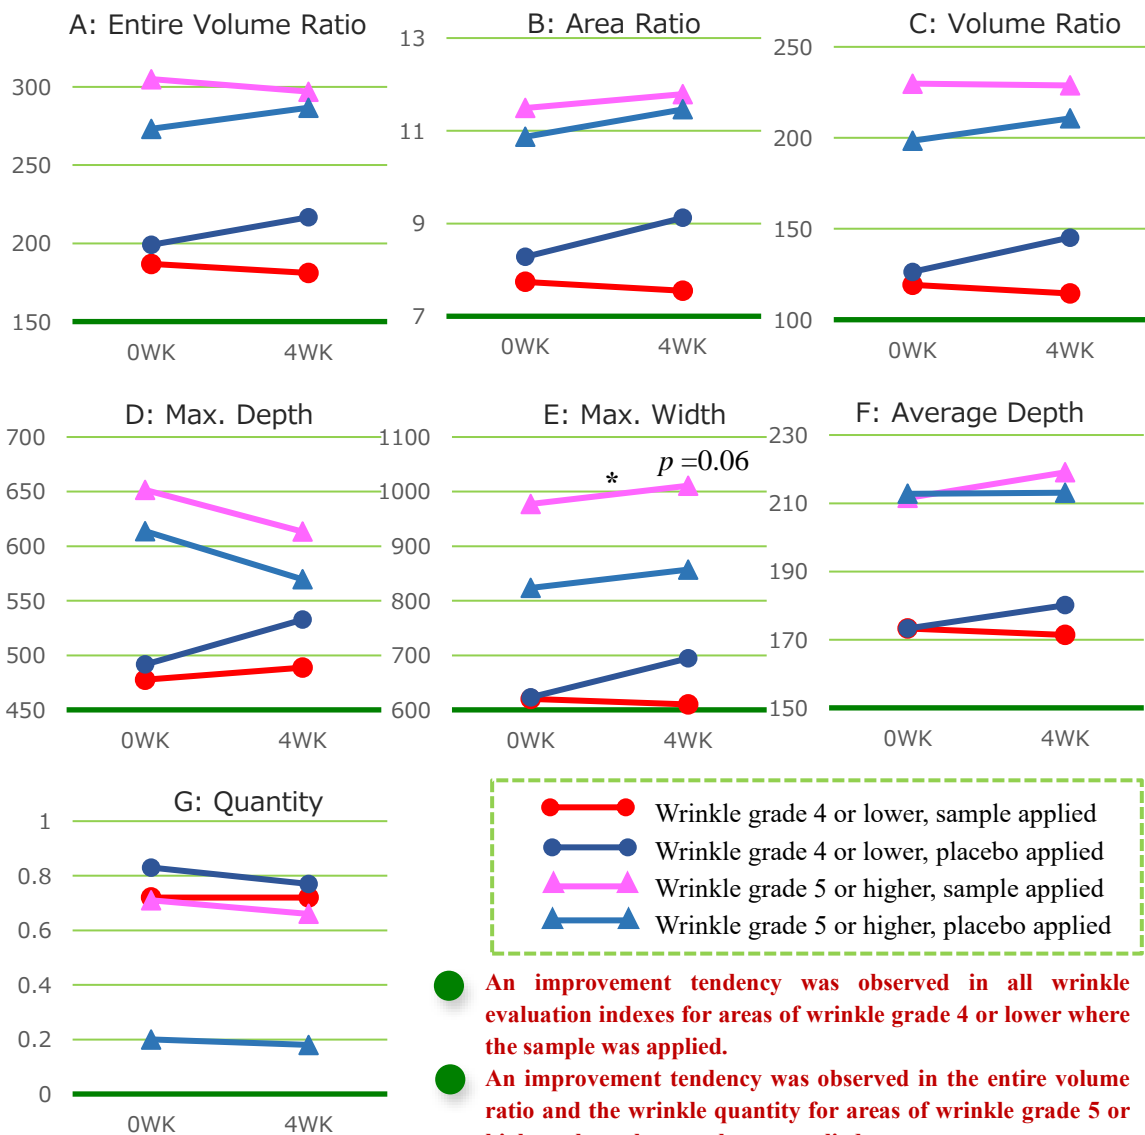 A: Entire Volume Ratio
300
250
200
150
0WK 4WK
B: Area Ratio
13
11
9
7
0WK 4WK
C: Volume Ratio
250
200
150
100
0WK 4WK
D: Max. Depth
700
650
600
550
500
450
0WK 4WK
E: Max. Width
1100
1000
900
800
700
600
* p =0.06
0WK 4WK
F: Average Depth
230
210
190
170
150
0WK 4WK
G: Quantity
1
0.8
0.6
0.4
0.2
0
0WK 4WK
Wrinkle grade 4 or lower, sample applied
Wrinkle grade 4 or lower, placebo applied
Wrinkle grade 5 or higher, sample applied
Wrinkle grade 5 or higher, placebo applied
An improvement tendency was observed in all wrinkle
evaluation indexes for areas of wrinkle grade 4 or lower where
the sample was applied.
An improvement tendency was observed in the entire volume
ratio and the wrinkle quantity for areas of wrinkle grade 5 or